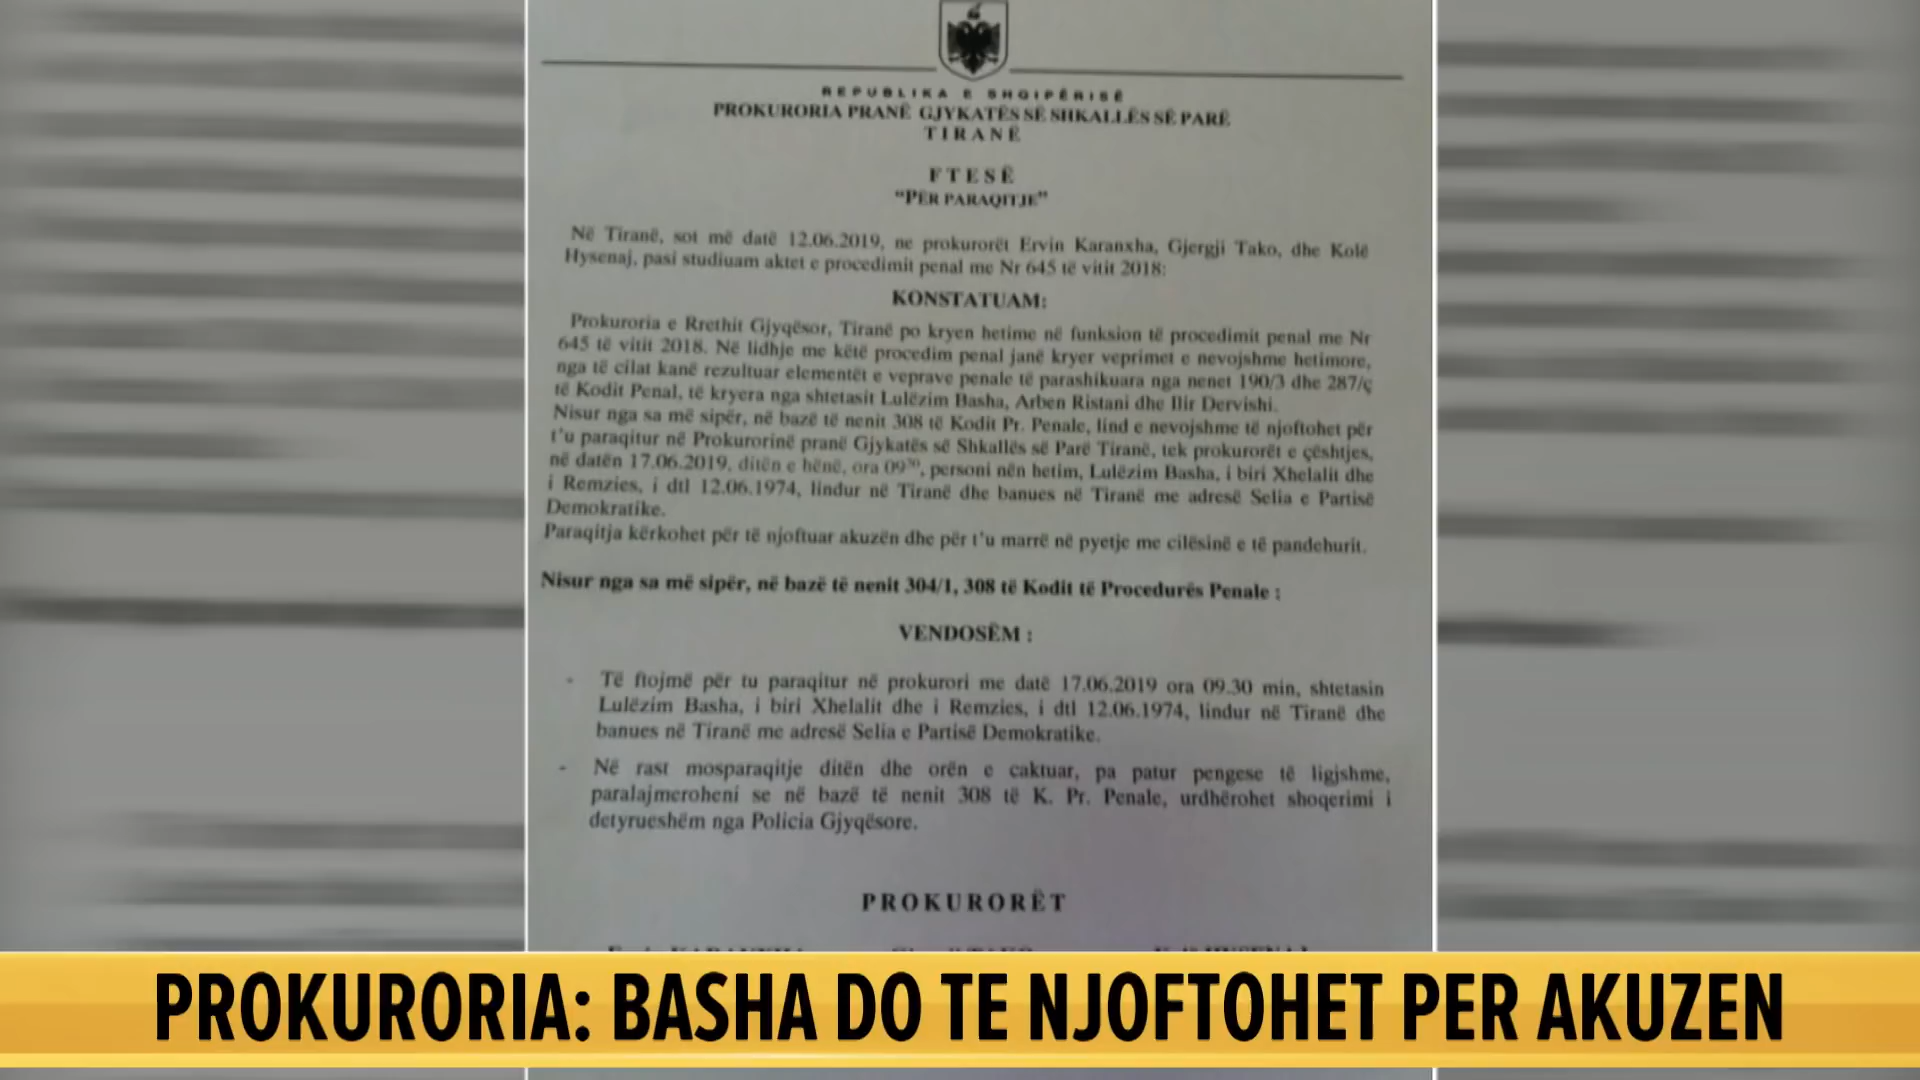 REPUBLIKA E SHQIPËRISË
PROKURORIA PRANË GJYKATËS SË SHKALLËS SË PARË
TIRANË
FTESË
“PËR PARAQITJE”
Në Tiranë, sot më datë 12.06.2019, ne prokurorët Ervin Karanxha, Gjergji Tako, dhe Kolë
Hysenaj, pasi studiuam aktet e procedimit penal me Nr 645 të vitit 2018:
KONSTATUAM:
Prokuroria e Rrethit Gjyqësor, Tiranë po kryen hetime në funksion të procedimit penal me Nr
645 të vitit 2018. Në lidhje me këtë procedim penal janë kryer veprimet e nevojshme hetimore,
nga të cilat kanë rezultuar elementët e veprave penale të parashikuara nga nenet 190/3 dhe 287/ç
të Kodit Penal, të kryera nga shtetasit Lulëzim Basha, Arben Ristani dhe Ilir Dervishi.
Nisur nga sa më sipër, në bazë të nenit 308 të Kodit Pr. Penale, lind e nevojshme të njoftohet për
t’u paraqitur në Prokurorinë pranë Gjykatës së Shkallës së Parë Tiranë, tek prokurorët e çështjes,
në datën 17.06.2019, ditën e hënë, ora 09³⁰, personi nën hetim, Lulëzim Basha, i biri Xhelalit dhe
i Remzies, i dtl 12.06.1974, lindur në Tiranë dhe banues në Tiranë me adresë Selia e Partisë
Demokratike.
Paraqitja kërkohet për të njoftuar akuzën dhe për t’u marrë në pyetje me cilësinë e të pandehurit.
Nisur nga sa më sipër, në bazë të nenit 304/1, 308 të Kodit të Procedurës Penale :
VENDOSËM :
- Të ftojmë për tu paraqitur në prokurori me datë 17.06.2019 ora 09.30 min, shtetasin
Lulëzim Basha, i biri Xhelalit dhe i Remzies, i dtl 12.06.1974, lindur në Tiranë dhe
banues në Tiranë me adresë Selia e Partisë Demokratike.
- Në rast mosparaqitje ditën dhe orën e caktuar, pa patur pengese të ligjshme,
paralajmeroheni se në bazë të nenit 308 të K. Pr. Penale, urdhërohet shoqerimi i
detyrueshëm nga Policia Gjyqësore.
PROKURORËT
PROKURORIA: BASHA DO TE NJOFTOHET PER AKUZEN